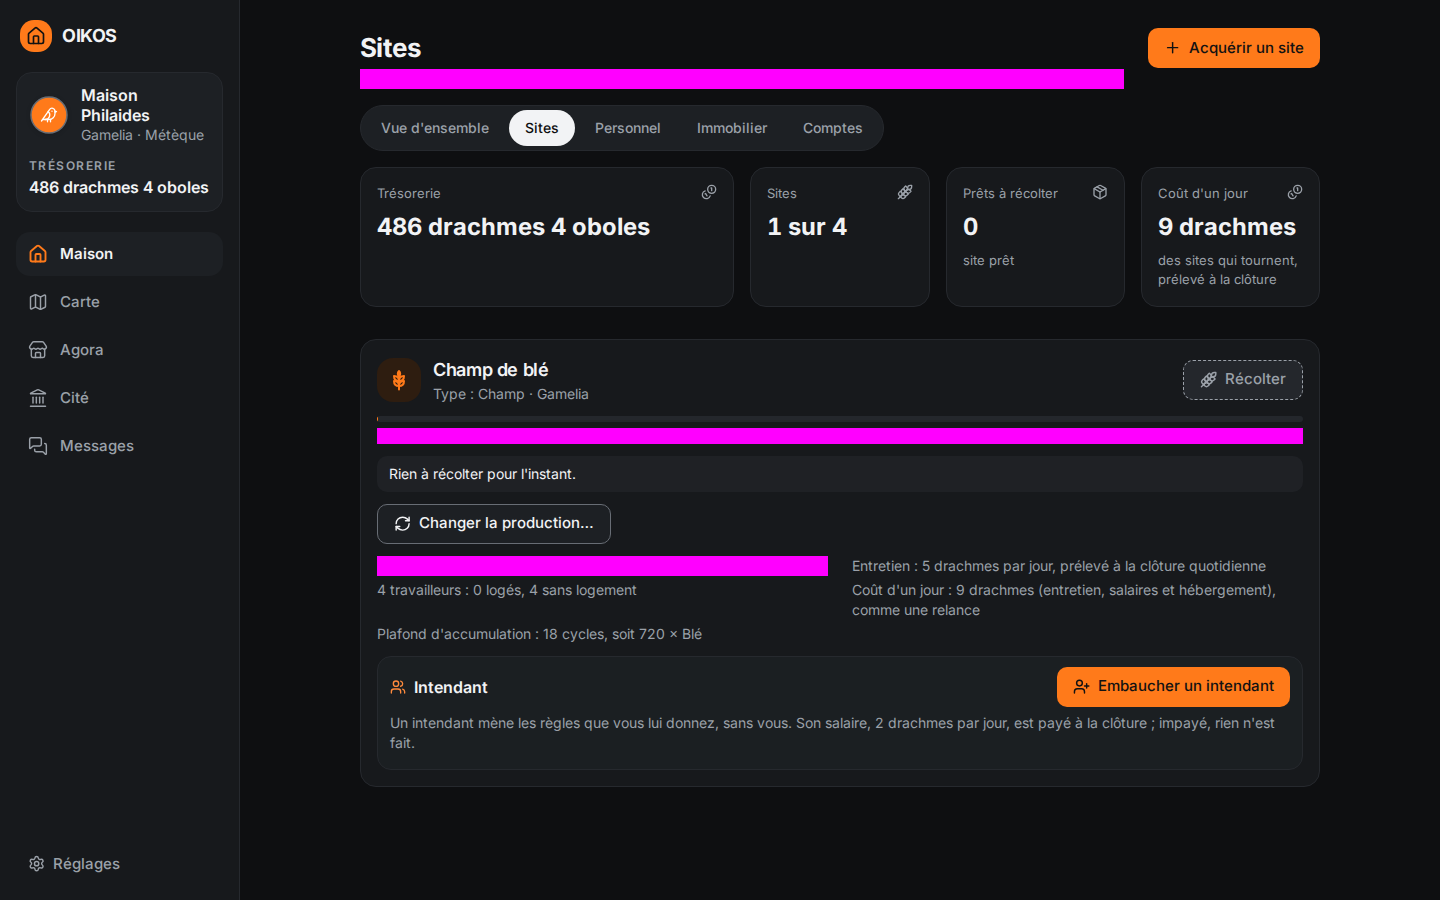 OIKOS
Maison
Philaides
Gamelia · Métèque
TRÉSORERIE
486 drachmes 4 oboles
Maison
Carte
Agora
Cité
Messages
Réglages
Sites
Acquérir un site
Vue d'ensemble
Sites
Personnel
Immobilier
Comptes
Trésorerie
486 drachmes 4 oboles
Sites
1 sur 4
Prêts à récolter
0
site prêt
Coût d'un jour
9 drachmes
des sites qui tournent,
prélevé à la clôture
Champ de blé
Type : Champ · Gamelia
Récolter
Rien à récolter pour l'instant.
Changer la production...
4 travailleurs : 0 logés, 4 sans logement
Entretien : 5 drachmes par jour, prélevé à la clôture quotidienne
Coût d'un jour : 9 drachmes (entretien, salaires et hébergement),
comme une relance
Plafond d'accumulation : 18 cycles, soit 720 × Blé
Intendant
Embaucher un intendant
Un intendant mène les règles que vous lui donnez, sans vous. Son salaire, 2 drachmes par jour, est payé à la clôture ; impayé, rien n'est
fait.